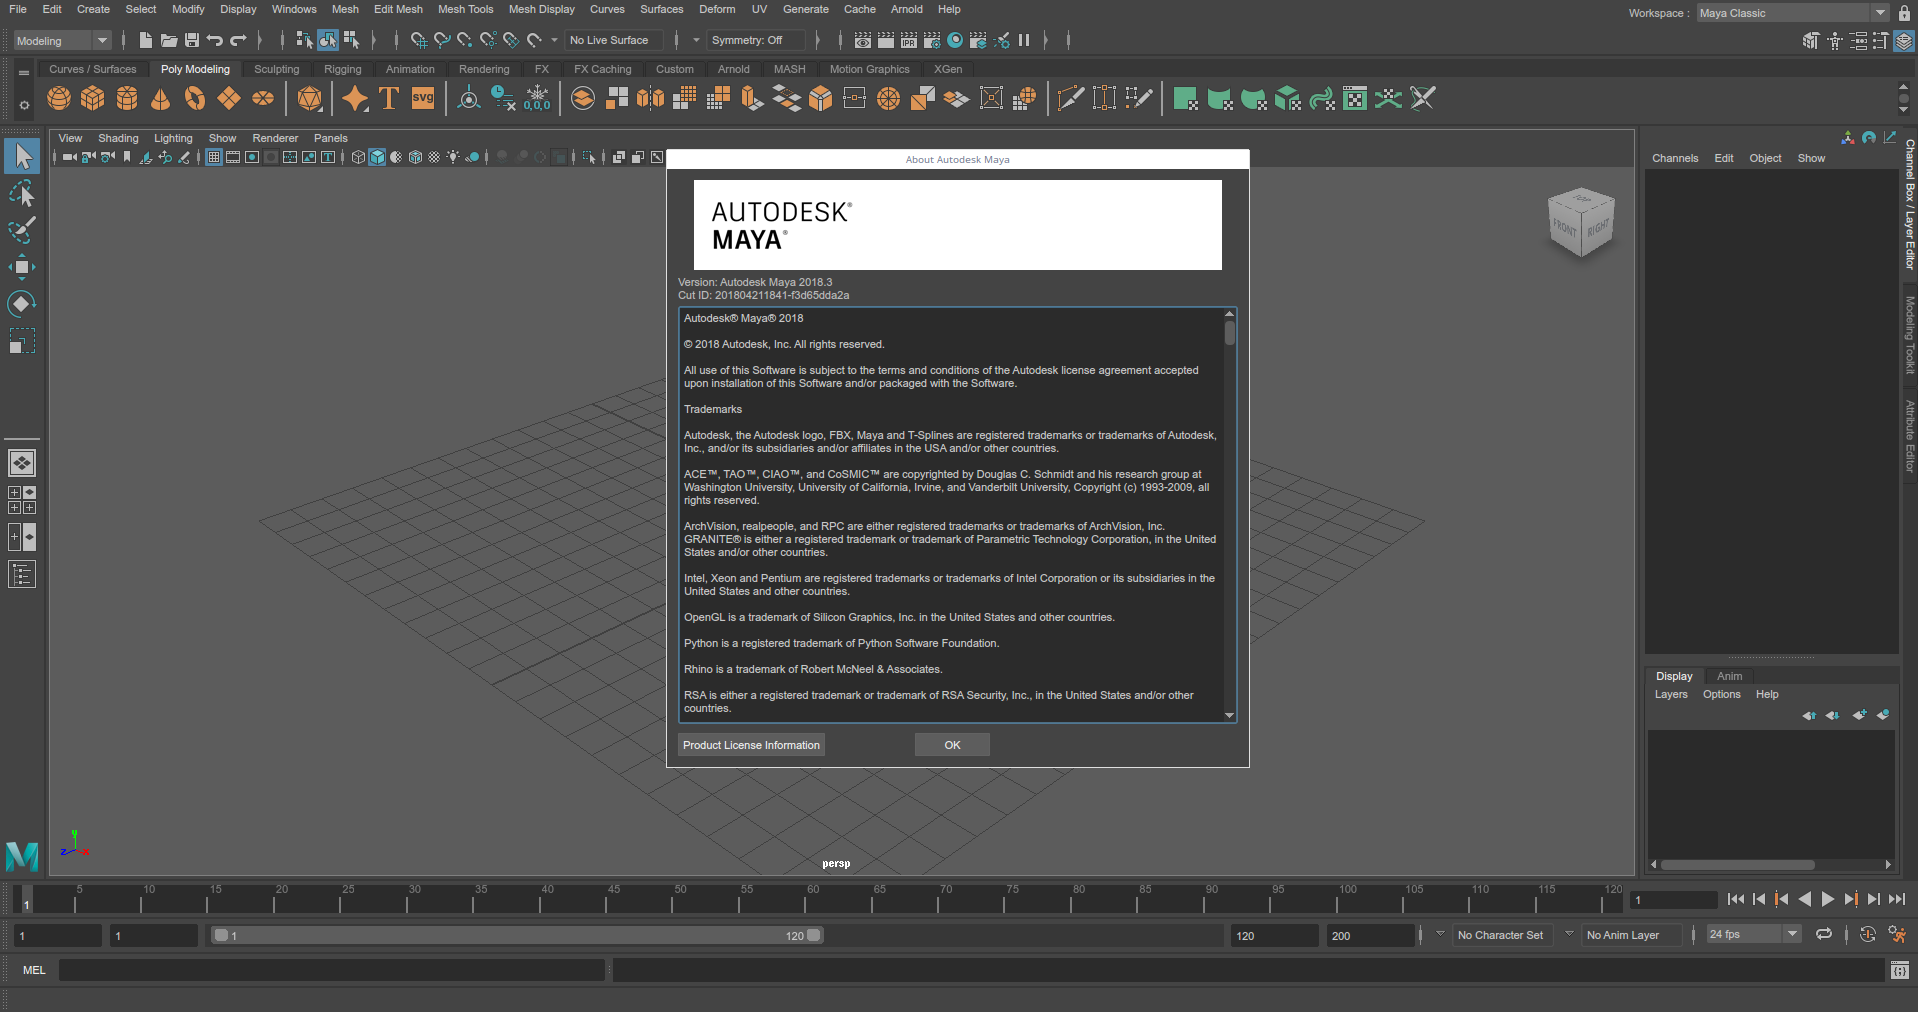 File Edit Create Select Modify Display Windows Mesh Edit Mesh Mesh Tools Mesh Display Curves Surfaces Deform UV Generate Cache Arnold Help
Workspace : Maya Classic
Modeling
No Live Surface
Symmetry: Off
Curves / Surfaces Poly Modeling Sculpting Rigging Animation Rendering FX FX Caching Custom Arnold MASH Motion Graphics XGen
T
svg
0,0,0
View Shading Lighting Show Renderer Panels
About Autodesk Maya
AUTODESK®
MAYA®
Version: Autodesk Maya 2018.3
Cut ID: 201804211841-f3d65dda2a
Autodesk® Maya® 2018
© 2018 Autodesk, Inc. All rights reserved.
All use of this Software is subject to the terms and conditions of the Autodesk license agreement accepted
upon installation of this Software and/or packaged with the Software.
Trademarks
Autodesk, the Autodesk logo, FBX, Maya and T-Splines are registered trademarks or trademarks of Autodesk,
Inc., and/or its subsidiaries and/or affiliates in the USA and/or other countries.
ACE™, TAO™, CIAO™, and CoSMIC™ are copyrighted by Douglas C. Schmidt and his research group at
Washington University, University of California, Irvine, and Vanderbilt University, Copyright (c) 1993-2009, all
rights reserved.
ArchVision, realpeople, and RPC are either registered trademarks or trademarks of ArchVision, Inc.
GRANITE® is either a registered trademark or trademark of Parametric Technology Corporation, in the United
States and/or other countries.
Intel, Xeon and Pentium are registered trademarks or trademarks of Intel Corporation or its subsidiaries in the
United States and other countries.
OpenGL is a trademark of Silicon Graphics, Inc. in the United States and other countries.
Python is a registered trademark of Python Software Foundation.
Rhino is a trademark of Robert McNeel & Associates.
RSA is either a registered trademark or trademark of RSA Security, Inc., in the United States and/or other
countries.
Product License Information
OK
TOP
FRONT
RIGHT
Channels Edit Object Show
Channel Box / Layer Editor
Modeling Toolkit
Attribute Editor
Display Anim
Layers Options Help
y
z x
persp
1 5 10 15 20 25 30 35 40 45 50 55 60 65 70 75 80 85 90 95 100 105 110 115 120
1
1 1 1 120 120 200
No Character Set
No Anim Layer
24 fps
MEL